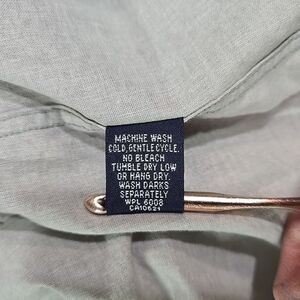 MACHINE WASH
COLD, GENTLE CYCLE.
NO BLEACH
TUMBLE DRY LOW
OR HANG DRY.
WASH DARKS
SEPARATELY
WPL 6008
CA10621